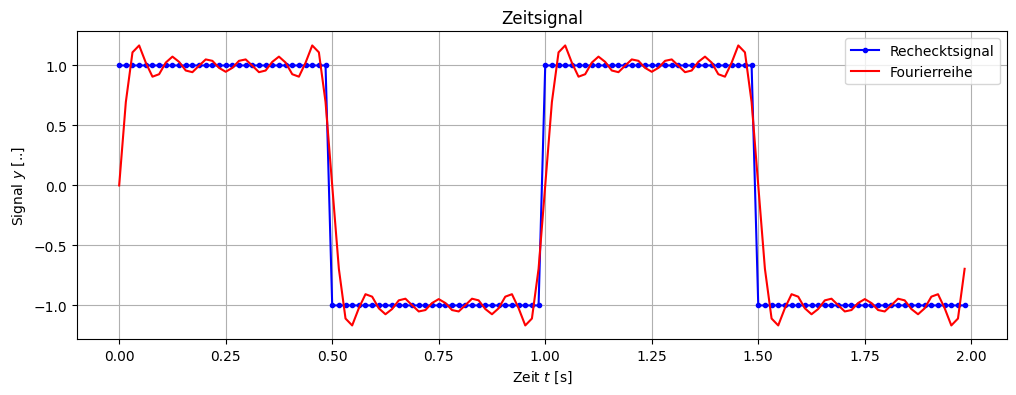 Zeitsignal
Rechecktsignal
Fourierreihe
Signal y [..]
1.0
0.5
0.0
−0.5
−1.0
0.00 0.25 0.50 0.75 1.00 1.25 1.50 1.75 2.00
Zeit t [s]